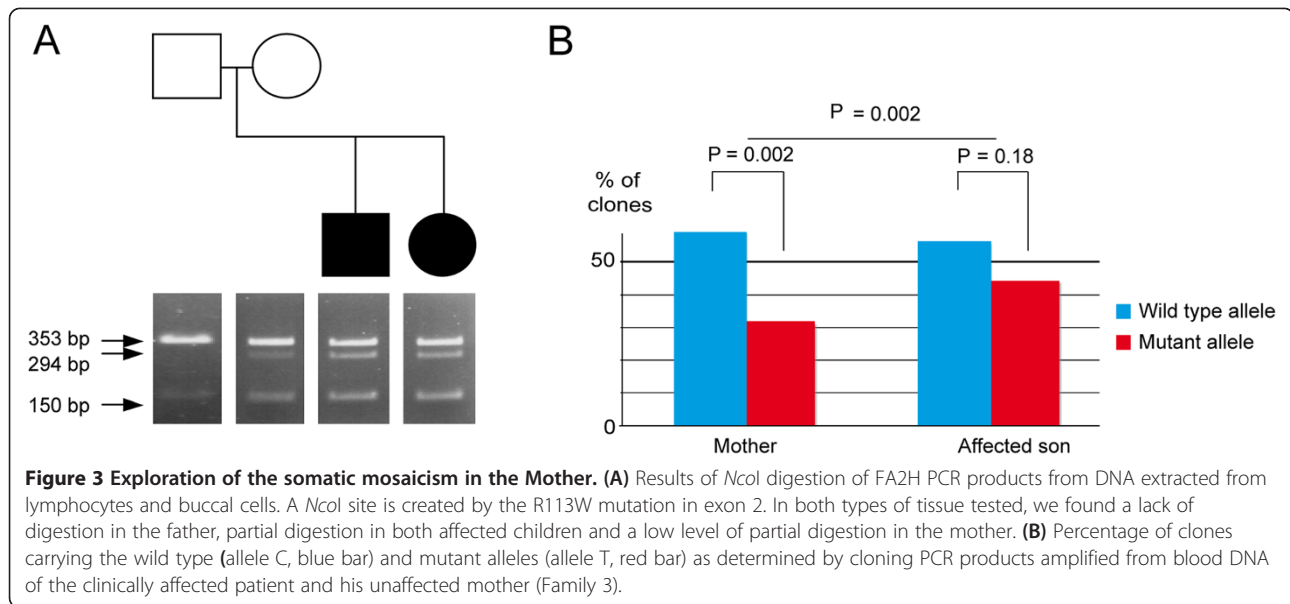 A
B
P = 0.002
P = 0.002
P = 0.18
% of
clones
50
0
353 bp
294 bp
150 bp
Wild type allele
Mutant allele
Mother
Affected son
Figure 3 Exploration of the somatic mosaicism in the Mother. (A) Results of NcoI digestion of FA2H PCR products from DNA extracted from
lymphocytes and buccal cells. A NcoI site is created by the R113W mutation in exon 2. In both types of tissue tested, we found a lack of
digestion in the father, partial digestion in both affected children and a low level of partial digestion in the mother. (B) Percentage of clones
carrying the wild type (allele C, blue bar) and mutant alleles (allele T, red bar) as determined by cloning PCR products amplified from blood DNA
of the clinically affected patient and his unaffected mother (Family 3).